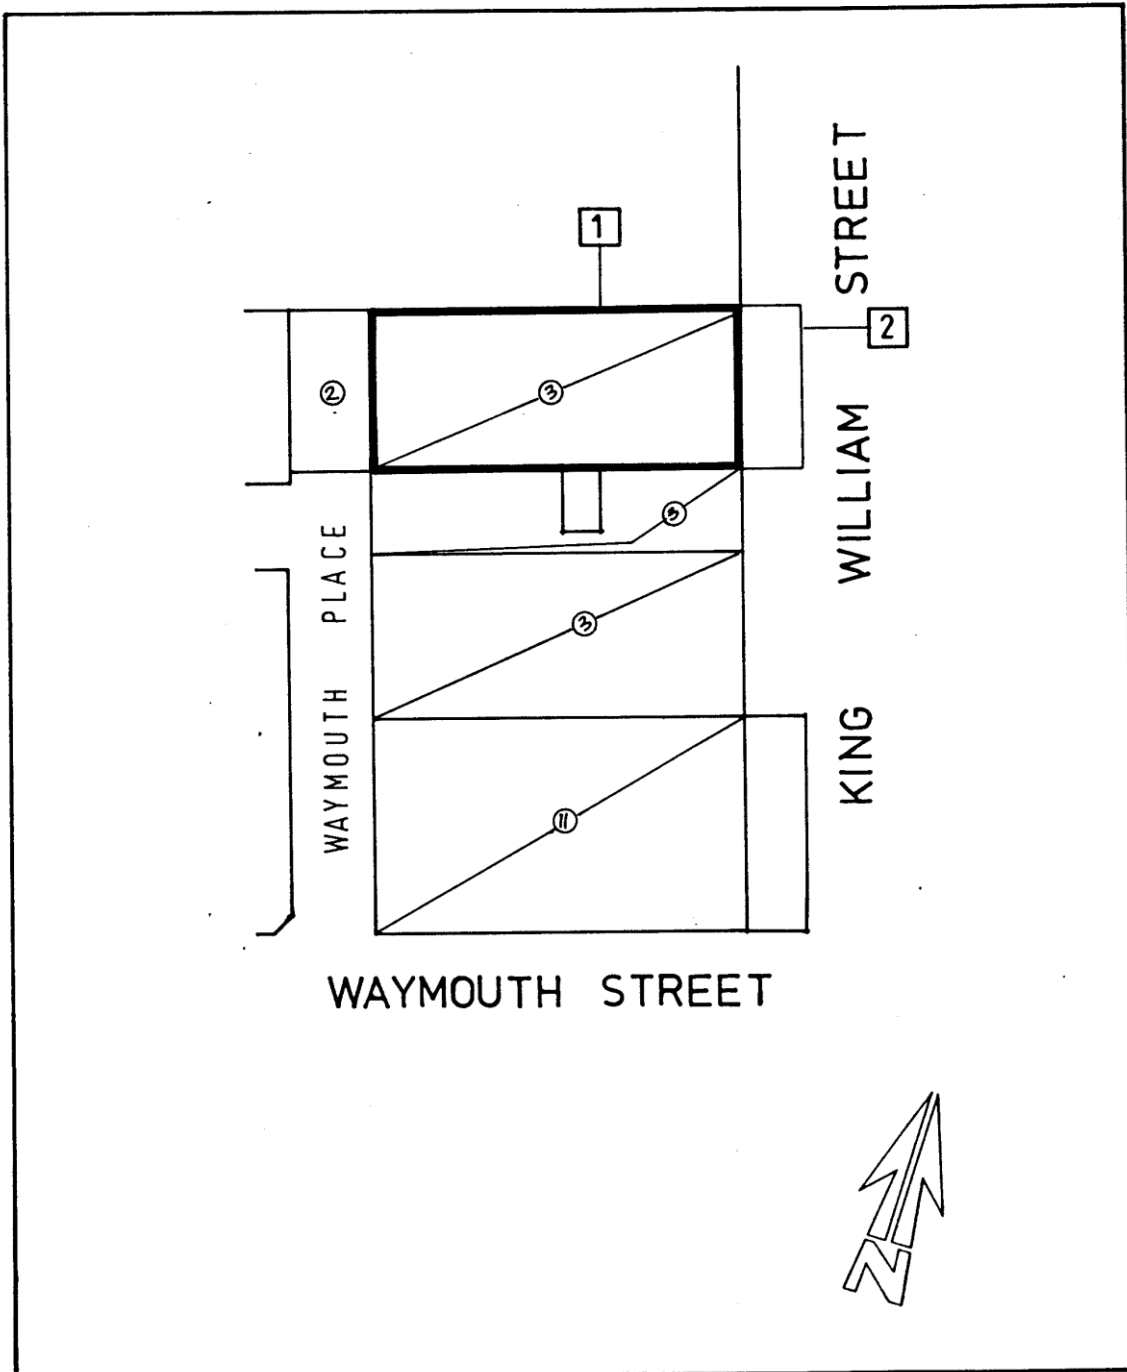 1
STREET
2
②
③
WILLIAM
③
WAYMOUTH PLACE
③
KING
⑪
WAYMOUTH STREET
N